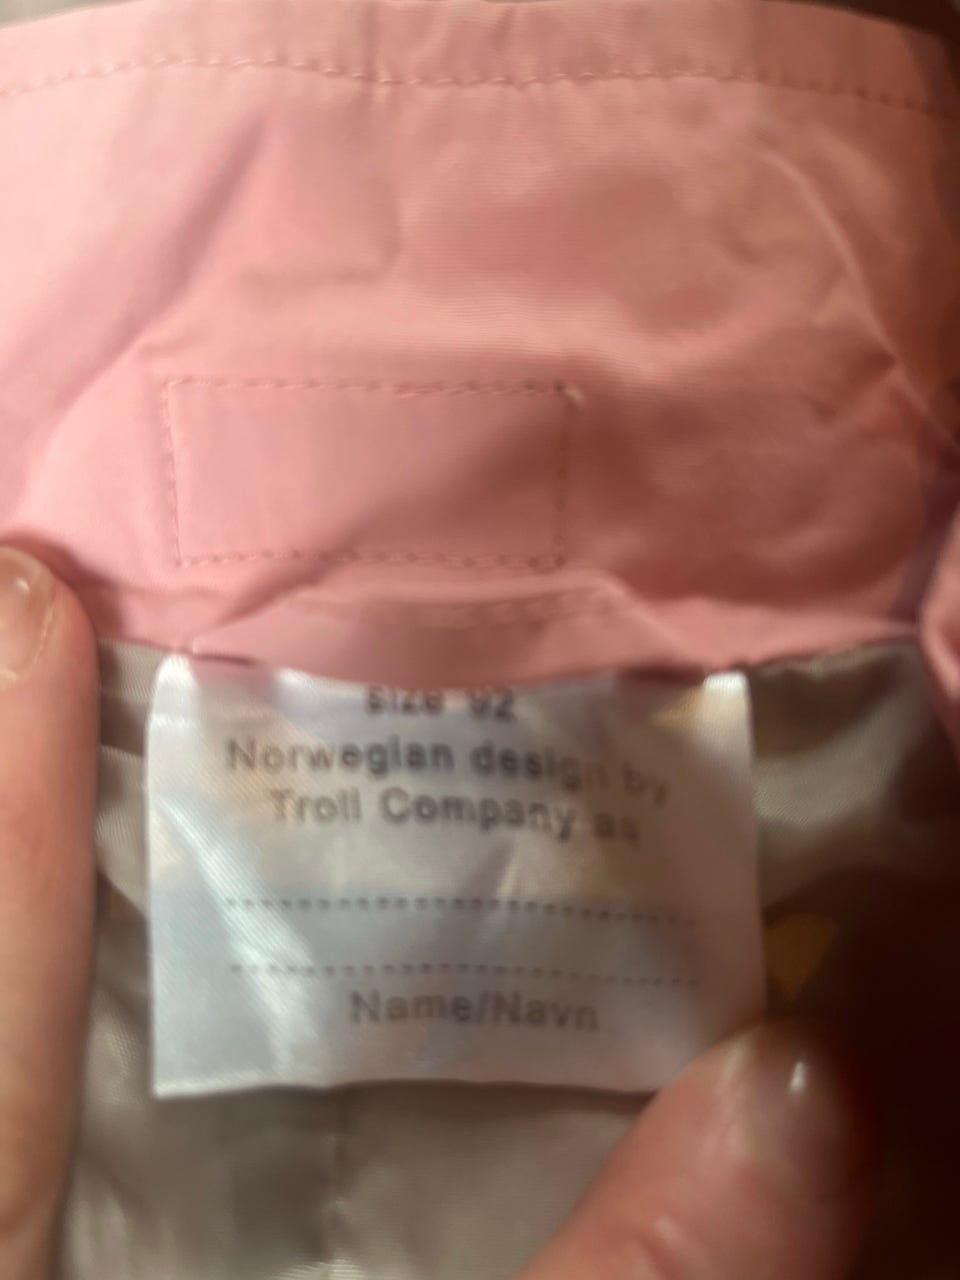 Size 92
Norwegian design by
Troll Company as
Name/Navn